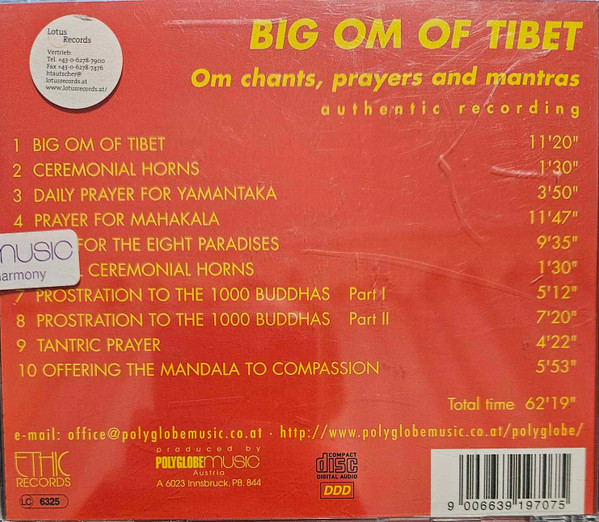 Lotus
Records
Vertrieb:
Tel. +43-0-6278-7900
Fax +43-0-6278-7476
htautscher@
lotusrecords.at
www.lotusrecords.at/
BIG OM OF TIBET
Om chants, prayers and mantras
authentic recording
1 BIG OM OF TIBET 11'20"
2 CEREMONIAL HORNS 1'30"
3 DAILY PRAYER FOR YAMANTAKA 3'50"
4 PRAYER FOR MAHAKALA 11'47"
MUSIC
armony
FOR THE EIGHT PARADISES 9'35"
CEREMONIAL HORNS 1'30"
7 PROSTRATION TO THE 1000 BUDDHAS Part I 5'12"
8 PROSTRATION TO THE 1000 BUDDHAS Part II 7'20"
9 TANTRIC PRAYER 4'22"
10 OFFERING THE MANDALA TO COMPASSION 5'53"
Total time 62'19"
e-mail: office@polyglobemusic.co.at · http://www.polyglobemusic.co.at/polyglobe/
ETHIC
RECORDS
LC 6325
produced by
POLYGLOBEMUSIC
Austria
A 6023 Innsbruck, P.B. 844
COMPACT
disc
DIGITAL AUDIO
DDD
9 006639 197075